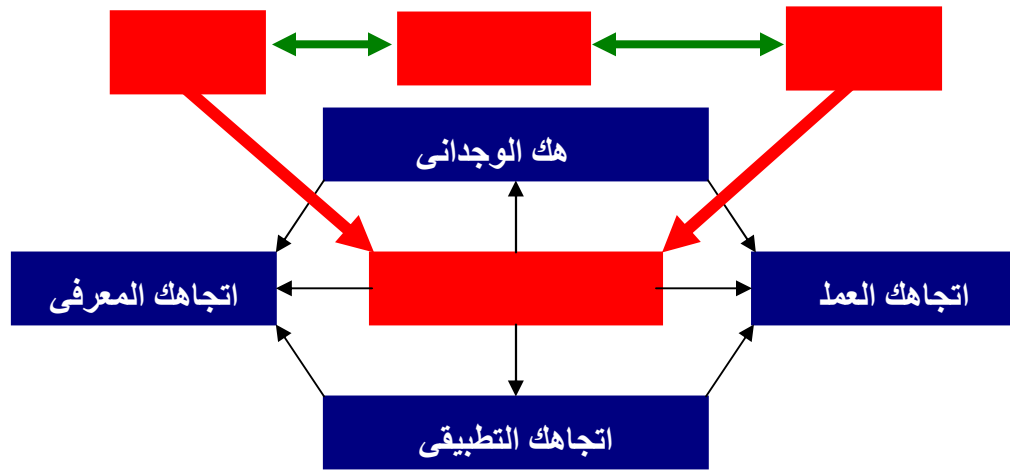 هك الوجدانى
اتجاهك العمل
اتجاهك المعرفى
اتجاهك التطبيقى